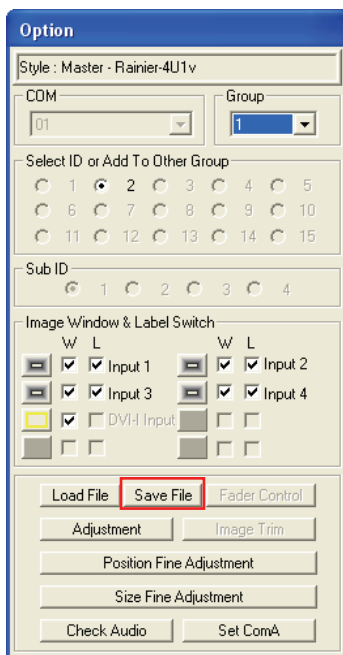 Option
Style : Master - Rainier-4U1v
COM Group
01 1
Select ID or Add To Other Group
1 2 3 4 5
6 7 8 9 10
11 12 13 14 15
Sub ID
1 2 3 4
Image Window & Label Switch
W L W L
Input 1 Input 2
Input 3 Input 4
DVI-I Input
Load File Save File Fader Control
Adjustment Image Trim
Position Fine Adjustment
Size Fine Adjustment
Check Audio Set ComA